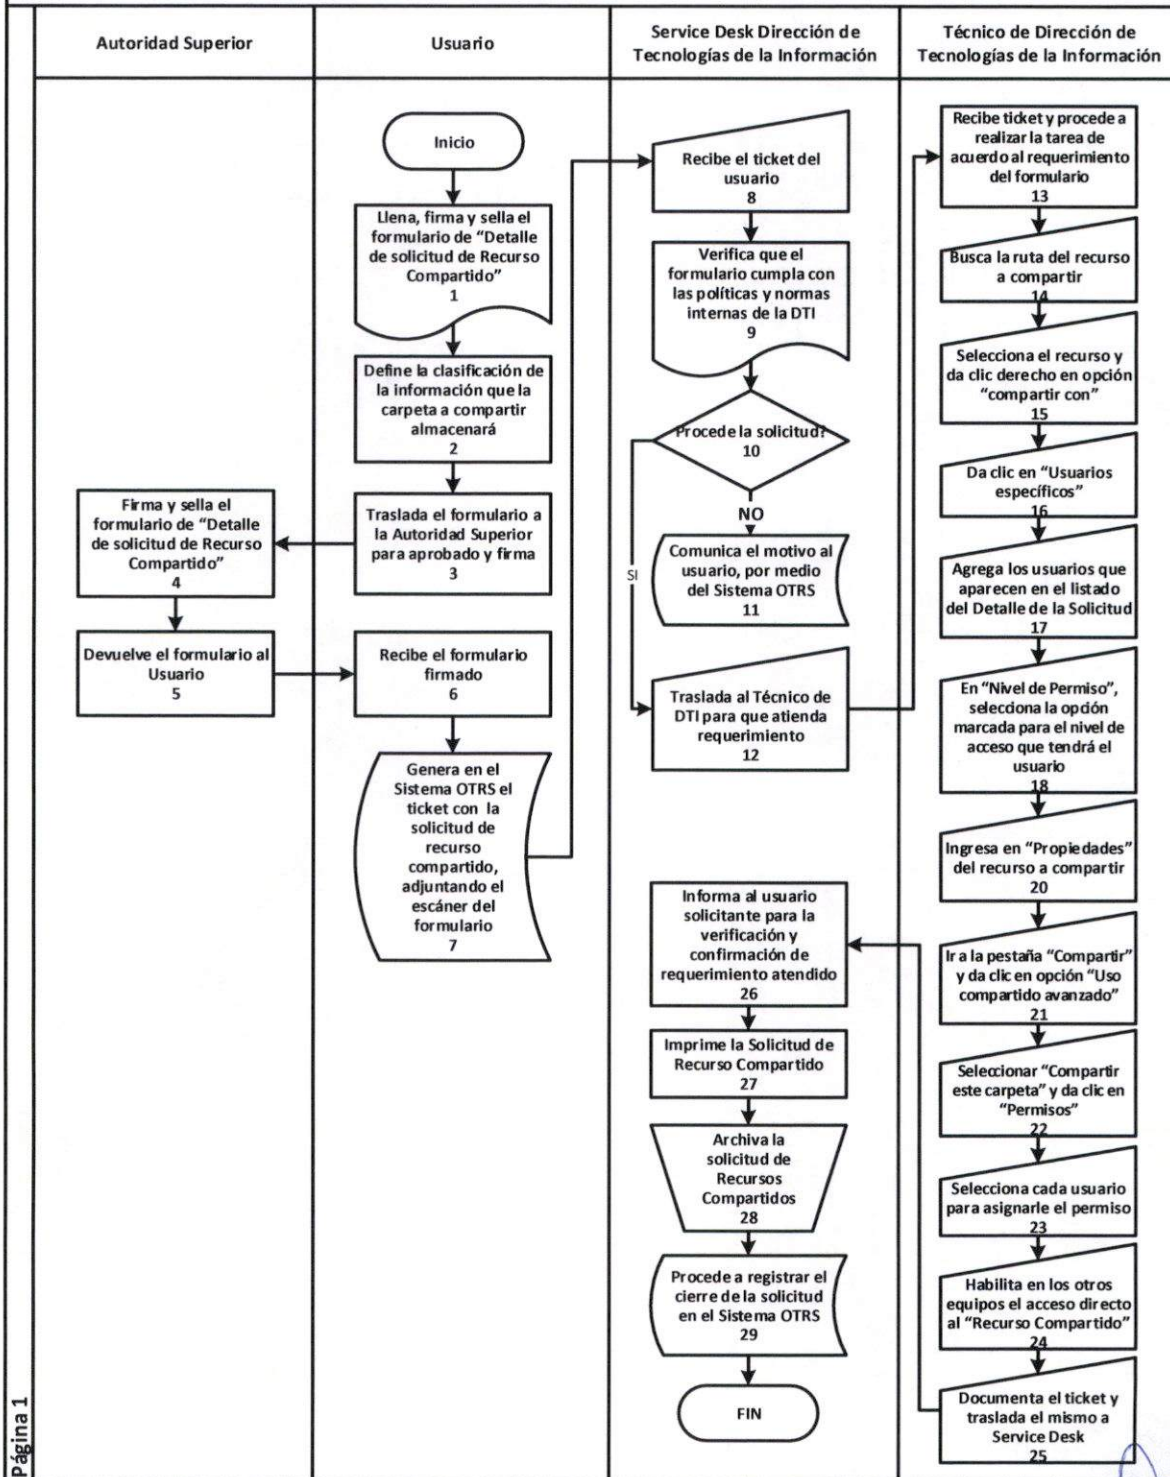 Autoridad Superior
Usuario
Service Desk Dirección de
Tecnologías de la Información
Técnico de Dirección de
Tecnologías de la Información
Inicio
Llena, firma y sella el
formulario de “Detalle
de solicitud de Recurso
Compartido”
1
Define la clasificación de
la información que la
carpeta a compartir
almacenará
2
Traslada el formulario a
la Autoridad Superior
para aprobado y firma
3
Firma y sella el
formulario de “Detalle
de solicitud de Recurso
Compartido”
4
Devuelve el formulario al
Usuario
5
Recibe el formulario
firmado
6
Genera en el
Sistema OTRS el
ticket con la
solicitud de
recurso
compartido,
adjuntando el
escáner del
formulario
7
Recibe el ticket del
usuario
8
Verifica que el
formulario cumpla con
las políticas y normas
internas de la DTI
9
Procede la solicitud?
10
NO
SI
Comunica el motivo al
usuario, por medio
del Sistema OTRS
11
Traslada al Técnico de
DTI para que atienda
requerimiento
12
Recibe ticket y procede a
realizar la tarea de
acuerdo al requerimiento
del formulario
13
Busca la ruta del recurso
a compartir
14
Selecciona el recurso y
da clic derecho en opción
“compartir con”
15
Da clic en “Usuarios
específicos”
16
Agrega los usuarios que
aparecen en el listado
del Detalle de la Solicitud
17
En “Nivel de Permiso”,
selecciona la opción
marcada para el nivel de
acceso que tendrá el
usuario
18
Ingresa en “Propiedades”
del recurso a compartir
20
Ir a la pestaña “Compartir”
y da clic en opción “Uso
compartido avanzado”
21
Seleccionar “Compartir
este carpeta” y da clic en
“Permisos”
22
Selecciona cada usuario
para asignarle el permiso
23
Habilita en los otros
equipos el acceso directo
al “Recurso Compartido”
24
Documenta el ticket y
traslada el mismo a
Service Desk
25
Informa al usuario
solicitante para la
verificación y
confirmación de
requerimiento atendido
26
Imprime la Solicitud de
Recurso Compartido
27
Archiva la
solicitud de
Recursos
Compartidos
28
Procede a registrar el
cierre de la solicitud
en el Sistema OTRS
29
FIN
Página 1